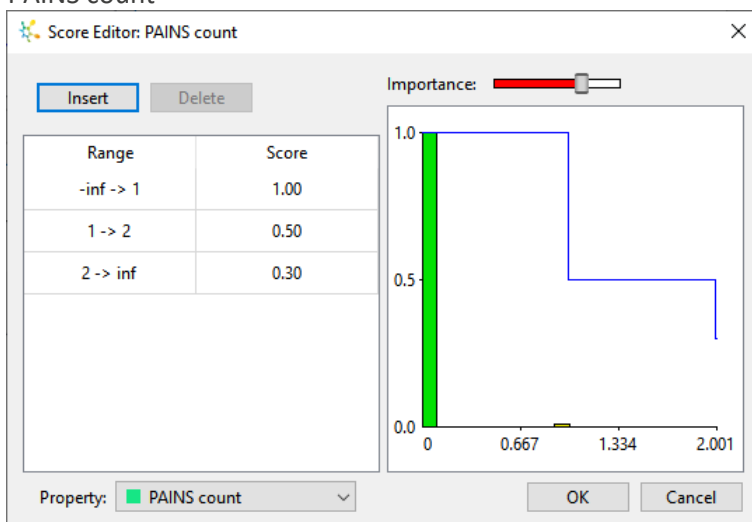 PAINS count
Score Editor: PAINS count
Insert Delete
Importance:
Range Score
-inf -> 1 1.00
1 -> 2 0.50
2 -> inf 0.30
1.0
0.5
0.0
0 0.667 1.334 2.001
Property: PAINS count
OK Cancel